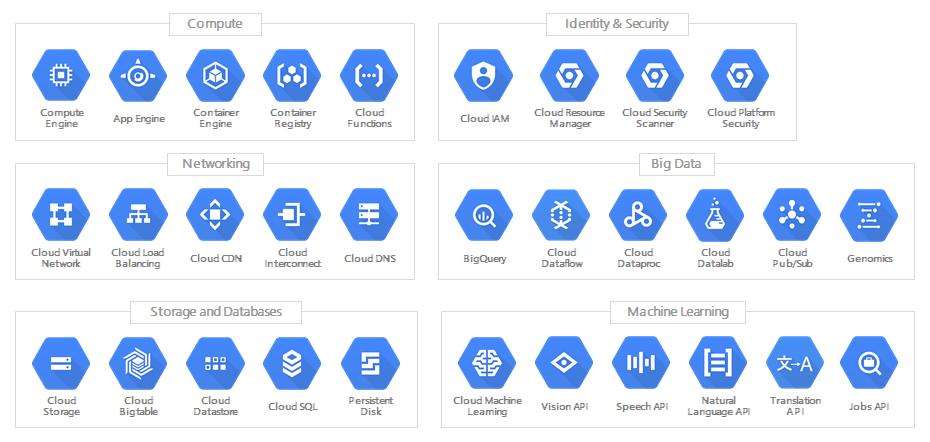 Compute
Compute
Engine
App Engine
Container
Engine
Container
Registry
Cloud
Functions
Identity & Security
Cloud IAM
Cloud Resource
Manager
Cloud Security
Scanner
Cloud Platform
Security
Networking
Cloud Virtual
Network
Cloud Load
Balancing
Cloud CDN
Cloud
Interconnect
Cloud DNS
Big Data
BigQuery
Cloud
Dataflow
Cloud
Dataproc
Cloud
Datalab
Cloud
Pub/Sub
Genomics
Storage and Databases
Cloud
Storage
Cloud
Bigtable
Cloud
Datastore
Cloud SQL
Persistent
Disk
Machine Learning
Cloud Machine
Learning
Vision API
Speech API
Natural
Language API
文→A
Translation
API
Jobs API